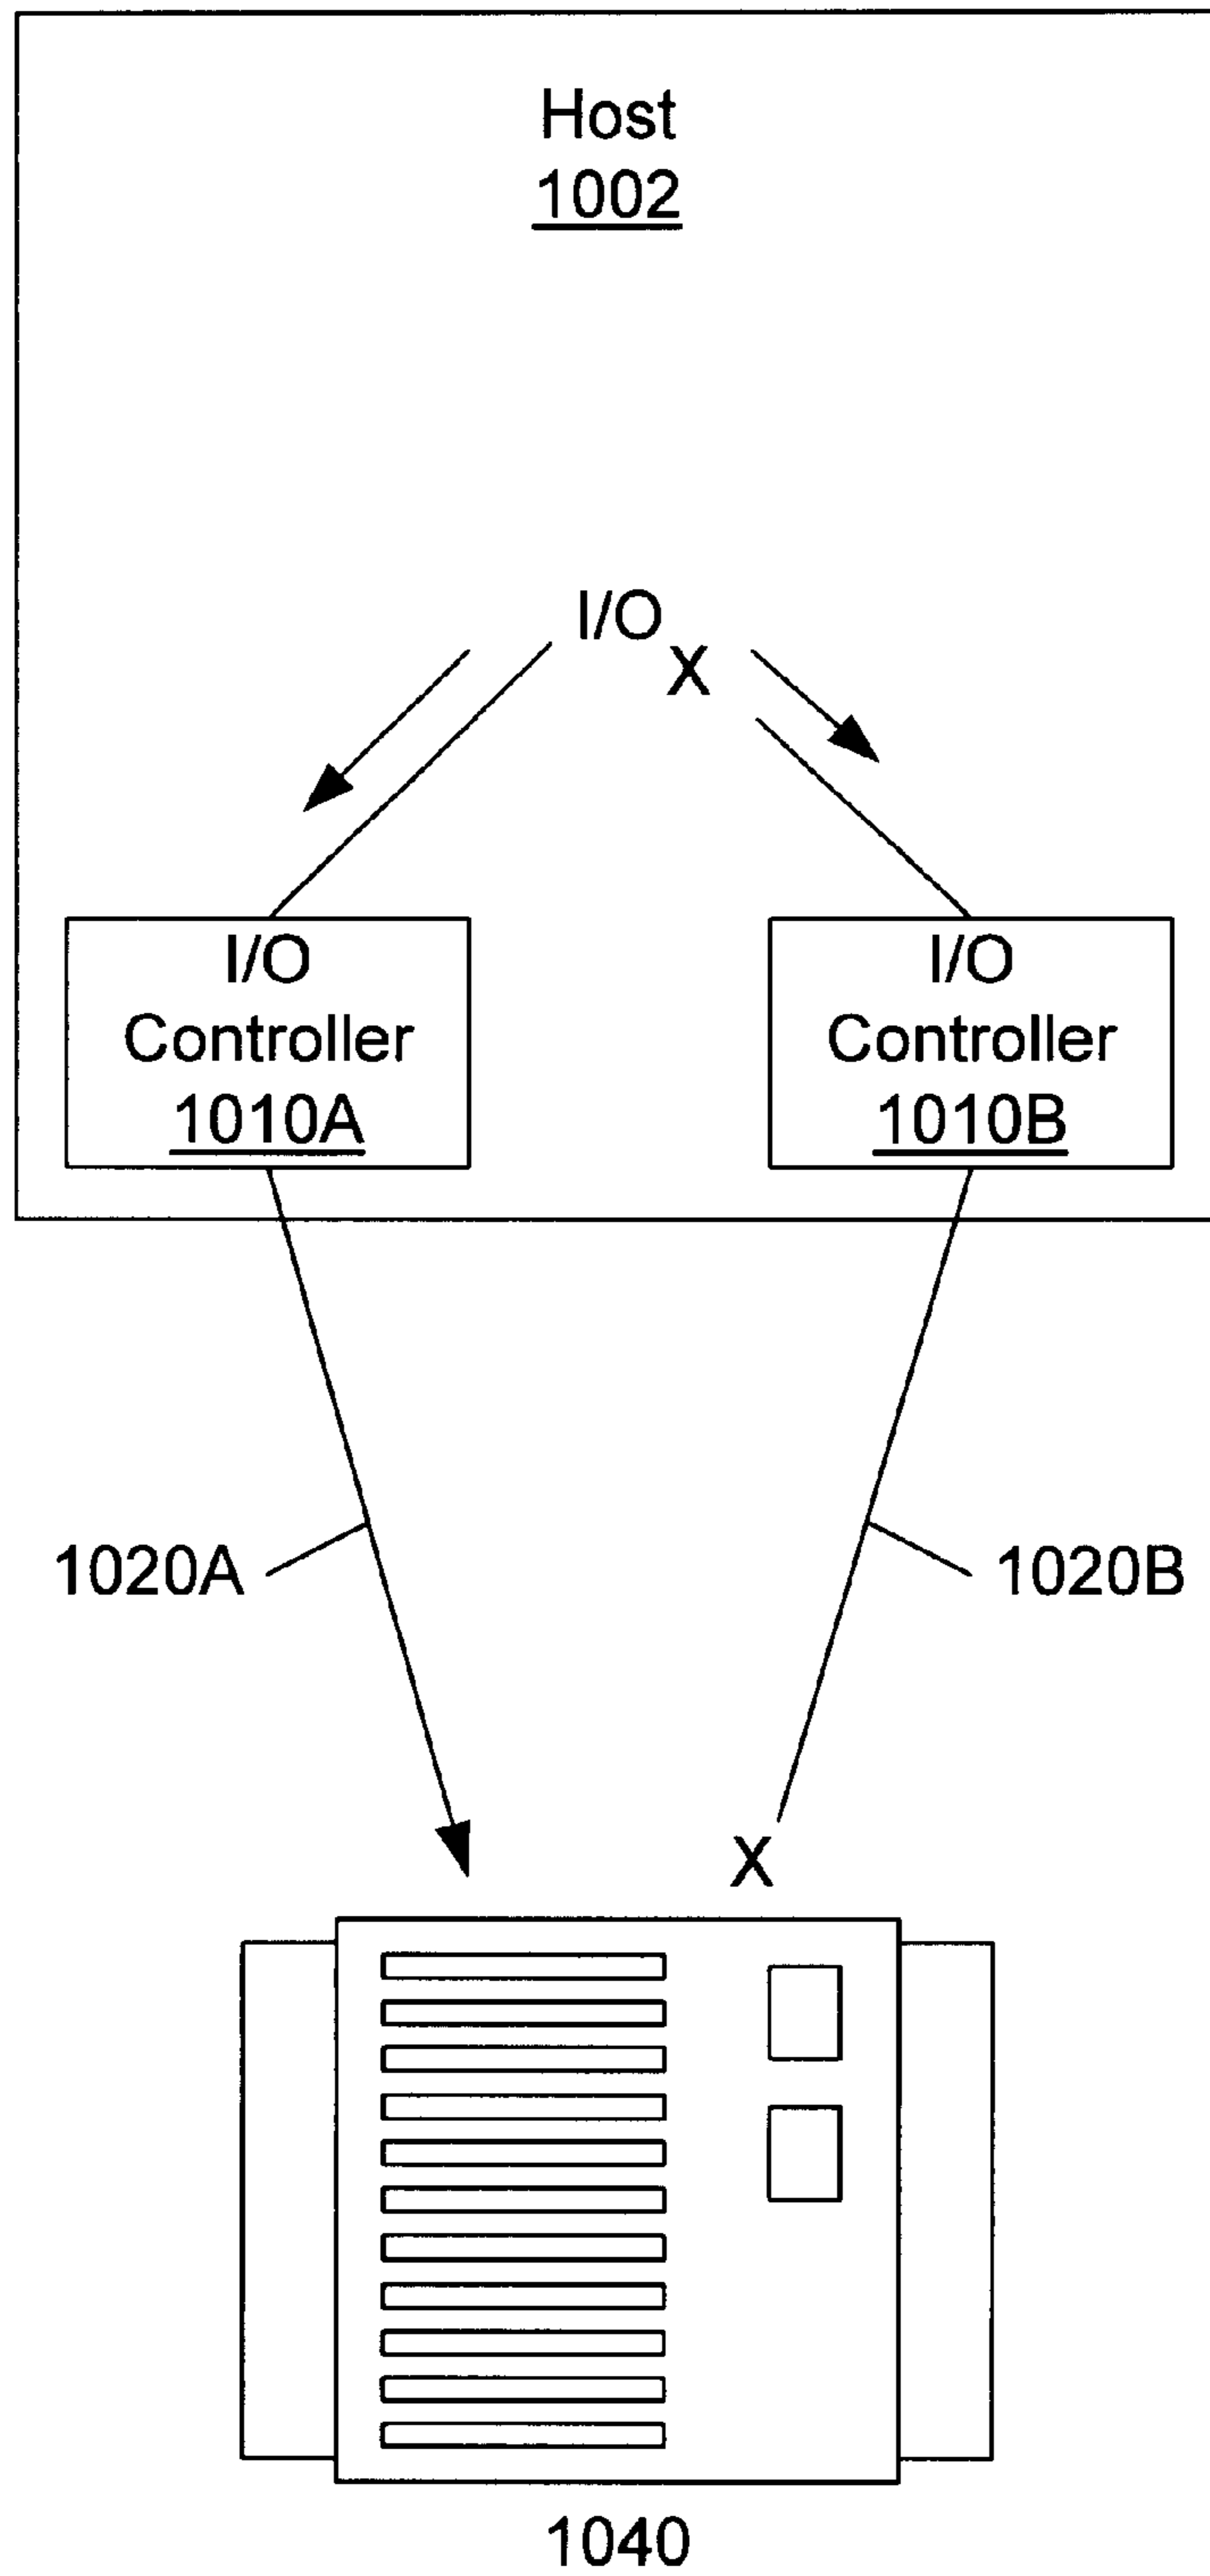 Host
1002
I/O
X
I/O
Controller
1010A
I/O
Controller
1010B
1020A
1020B
X
1040